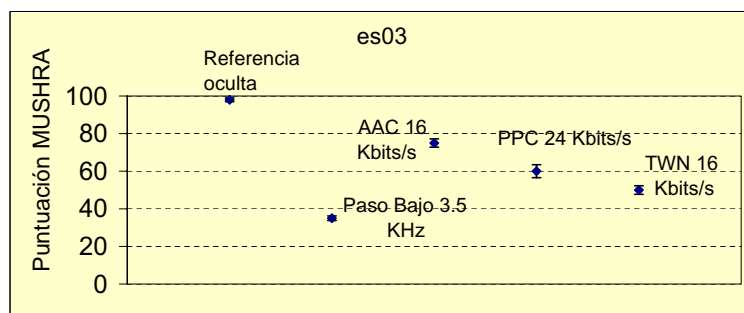 es03
Referencia
oculta
Puntuación MUSHRA
100
80
60
40
20
0
AAC 16
Kbits/s
PPC 24 Kbits/s
TWN 16
Kbits/s
Paso Bajo 3.5
KHz